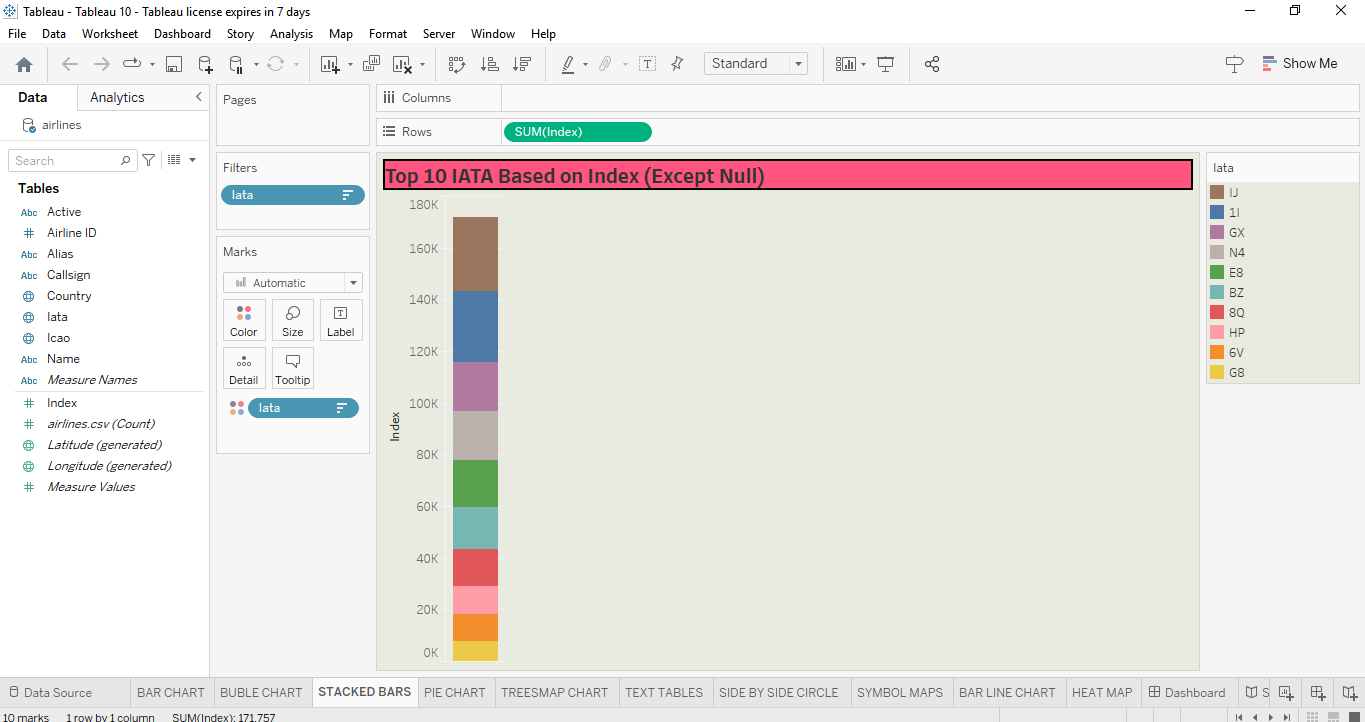 Tableau - Tableau 10 - Tableau license expires in 7 days
File Data Worksheet Dashboard Story Analysis Map Format Server Window Help
Standard
Show Me
Data Analytics
airlines
Search
Tables
Abc Active
# Airline ID
Abc Alias
Abc Callsign
Country
Iata
Icao
Abc Name
Abc Measure Names
# Index
# airlines.csv (Count)
Latitude (generated)
Longitude (generated)
# Measure Values
Pages
Filters
Iata
Marks
Automatic
Color Size Label
Detail Tooltip
Iata
Columns
Rows SUM(Index)
Top 10 IATA Based on Index (Except Null)
180K
160K
140K
120K
100K
80K
60K
40K
20K
0K
Index
Iata
IJ
1I
GX
N4
E8
BZ
8Q
HP
6V
G8
Data Source BAR CHART BUBLE CHART STACKED BARS PIE CHART TREESMAP CHART TEXT TABLES SIDE BY SIDE CIRCLE SYMBOL MAPS BAR LINE CHART HEAT MAP Dashboard S
10 marks 1 row by 1 column SUM(Index): 171.757